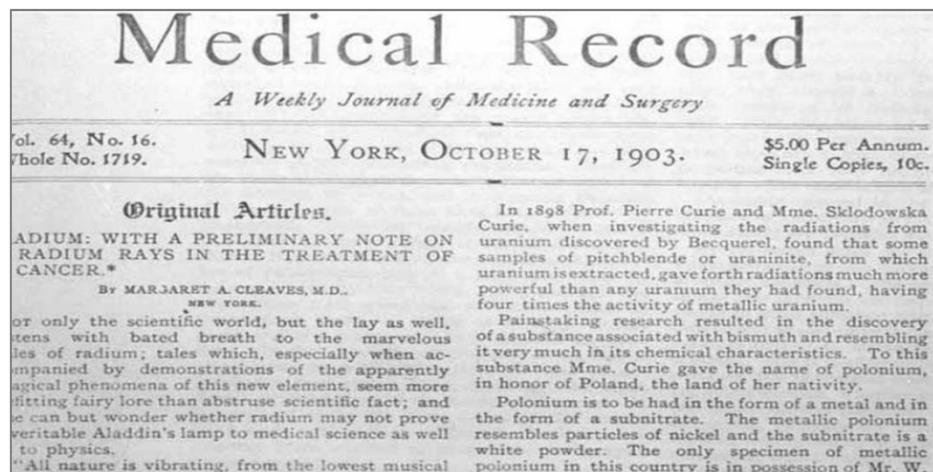 Medical Record
A Weekly Journal of Medicine and Surgery
ol. 64, No. 16.
hole No. 1719.
NEW YORK, OCTOBER 17, 1903.
$5.00 Per Annum.
Single Copies, 10c.
Original Articles.
ADIUM: WITH A PRELIMINARY NOTE ON
RADIUM RAYS IN THE TREATMENT OF
CANCER.*
BY MARGARET A. CLEAVES, M.D.,
NEW YORK.
OT only the scientific world, but the lay as well,
tens with bated breath to the marvelous
les of radium; tales which, especially when ac-
mpanied by demonstrations of the apparently
agical phenomena of this new element, seem more
fitting fairy lore than abstruse scientific fact; and
e can but wonder whether radium may not prove
veritable Aladdin's lamp to medical science as well
to physics.
"All nature is vibrating, from the lowest musical
In 1898 Prof. Pierre Curie and Mme. Sklodowska
Curie, when investigating the radiations from
uranium discovered by Becquerel, found that some
samples of pitchblende or uraninite, from which
uranium is extracted, gave forth radiations much more
powerful than any uranium they had found, having
four times the activity of metallic uranium.
Painstaking research resulted in the discovery
of a substance associated with bismuth and resembling
it very much in its chemical characteristics. To this
substance Mme. Curie gave the name of polonium,
in honor of Poland, the land of her nativity.
Polonium is to be had in the form of a metal and in
the form of a subnitrate. The metallic polonium
resembles particles of nickel and the subnitrate is a
white powder. The only specimen of metallic
polonium in this country is in possession of Mr. W.